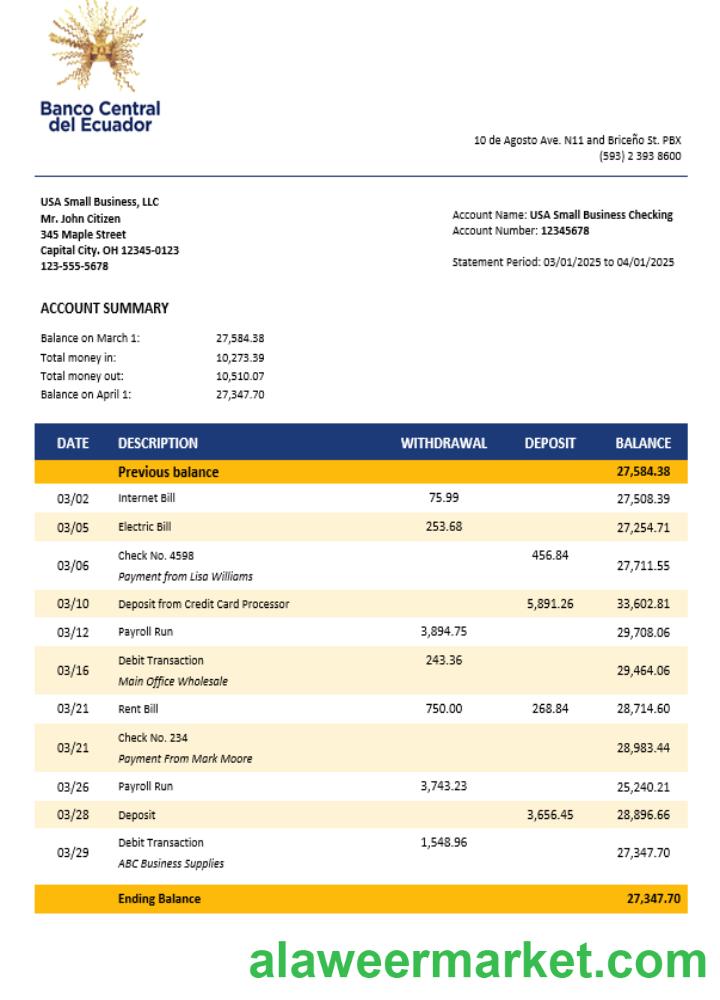 Banco Central
del Ecuador
10 de Agosto Ave. N11 and Briceño St. PBX
(593) 2 393 8600
USA Small Business, LLC
Mr. John Citizen
345 Maple Street
Capital City. OH 12345-0123
123-555-5678
Account Name: USA Small Business Checking
Account Number: 12345678
Statement Period: 03/01/2025 to 04/01/2025
ACCOUNT SUMMARY
Balance on March 1: 27,584.38
Total money in: 10,273.39
Total money out: 10,510.07
Balance on April 1: 27,347.70
DATE DESCRIPTION WITHDRAWAL DEPOSIT BALANCE
Previous balance 27,584.38
03/02 Internet Bill 75.99 27,508.39
03/05 Electric Bill 253.68 27,254.71
03/06 Check No. 4598 456.84 27,711.55
Payment from Lisa Williams
03/10 Deposit from Credit Card Processor 5,891.26 33,602.81
03/12 Payroll Run 3,894.75 29,708.06
03/16 Debit Transaction 243.36 29,464.06
Main Office Wholesale
03/21 Rent Bill 750.00 268.84 28,714.60
03/21 Check No. 234 28,983.44
Payment From Mark Moore
03/26 Payroll Run 3,743.23 25,240.21
03/28 Deposit 3,656.45 28,896.66
03/29 Debit Transaction 1,548.96 27,347.70
ABC Business Supplies
Ending Balance 27,347.70
alaweermarket.com